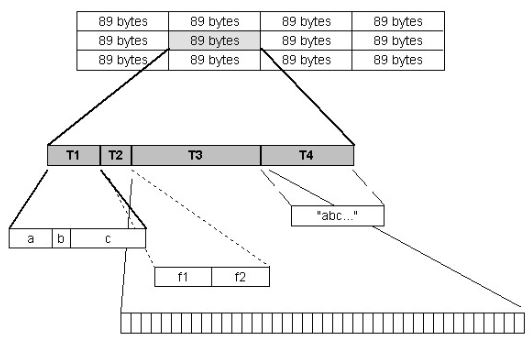 89 bytes 89 bytes 89 bytes 89 bytes
89 bytes 89 bytes 89 bytes 89 bytes
89 bytes 89 bytes 89 bytes 89 bytes
T1 T2 T3 T4
"abc..."
a b c
f1 f2